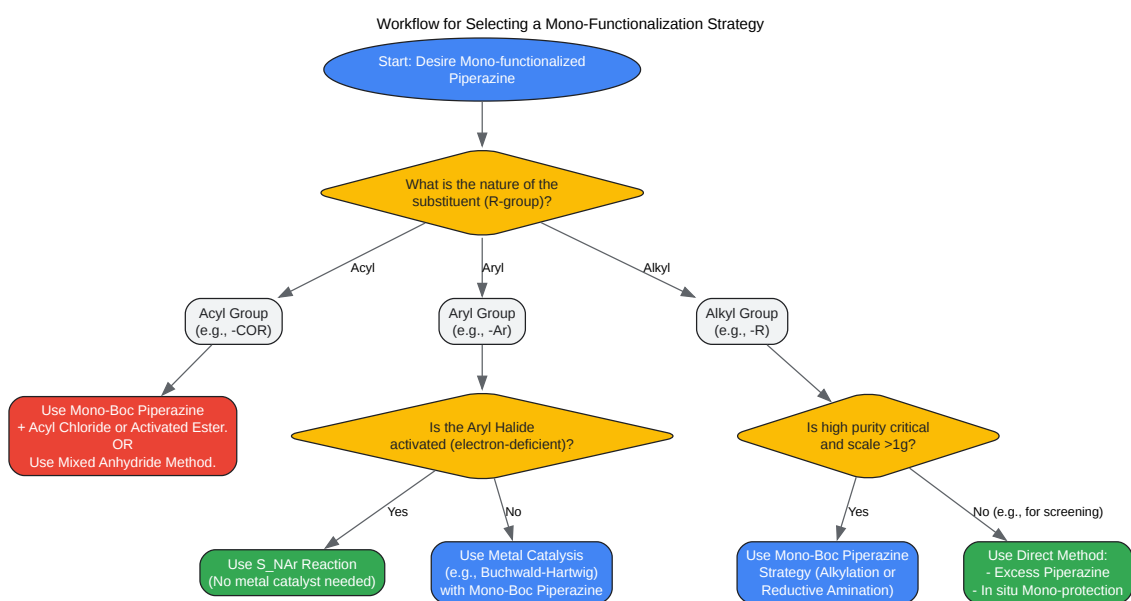 Workflow for Selecting a Mono-Functionalization Strategy
Start: Desire Mono-functionalized
Piperazine
What is the nature of the
substituent (R-group)?
Acyl
Aryl
Alkyl
Acyl Group
(e.g., -COR)
Aryl Group
(e.g., -Ar)
Alkyl Group
(e.g., -R)
Use Mono-Boc Piperazine
+ Acyl Chloride or Activated Ester.
OR
Use Mixed Anhydride Method.
Is the Aryl Halide
activated (electron-deficient)?
Is high purity critical
and scale >1g?
Yes
No
Yes
No (e.g., for screening)
Use S_NAr Reaction
(No metal catalyst needed)
Use Metal Catalysis
(e.g., Buchwald-Hartwig)
with Mono-Boc Piperazine
Use Mono-Boc Piperazine
Strategy (Alkylation or
Reductive Amination)
Use Direct Method:
- Excess Piperazine
- In situ Mono-protection